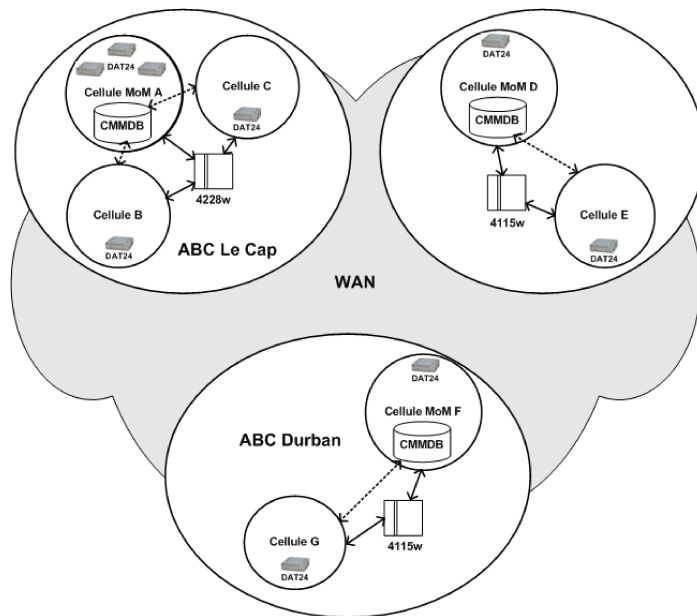 DAT24
Cellule MoM A
CMMDB
Cellule C
DAT24
4228w
Cellule B
DAT24
ABC Le Cap
DAT24
Cellule MoM D
CMMDB
4115w
Cellule E
DAT24
WAN
DAT24
Cellule MoM F
CMMDB
ABC Durban
4115w
Cellule G
DAT24